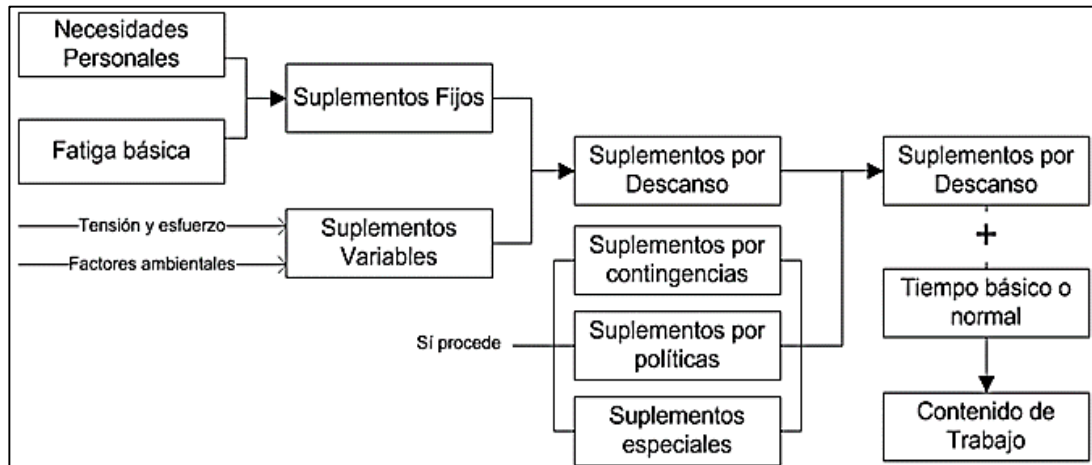 Necesidades
Personales
Fatiga básica
Tensión y esfuerzo
Factores ambientales
Suplementos Fijos
Suplementos
Variables
Sí procede
Suplementos por
Descanso
Suplementos por
contingencias
Suplementos por
políticas
Suplementos
especiales
Suplementos por
Descanso
+
Tiempo básico o
normal
Contenido de
Trabajo